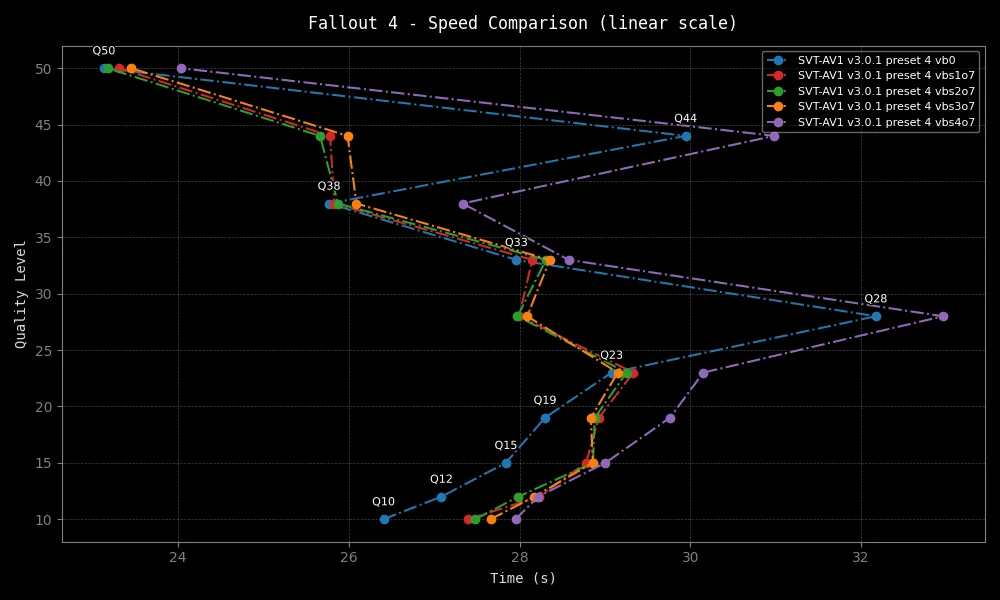 Fallout 4 - Speed Comparison (linear scale)
Q50
SVT-AV1 v3.0.1 preset 4 vb0
SVT-AV1 v3.0.1 preset 4 vbs1o7
SVT-AV1 v3.0.1 preset 4 vbs2o7
SVT-AV1 v3.0.1 preset 4 vbs3o7
SVT-AV1 v3.0.1 preset 4 vbs4o7
Q44
Q38
Q33
Q28
Q23
Q19
Q15
Q12
Q10
50
45
40
35
30
25
20
15
10
Quality Level
24 26 28 30 32
Time (s)